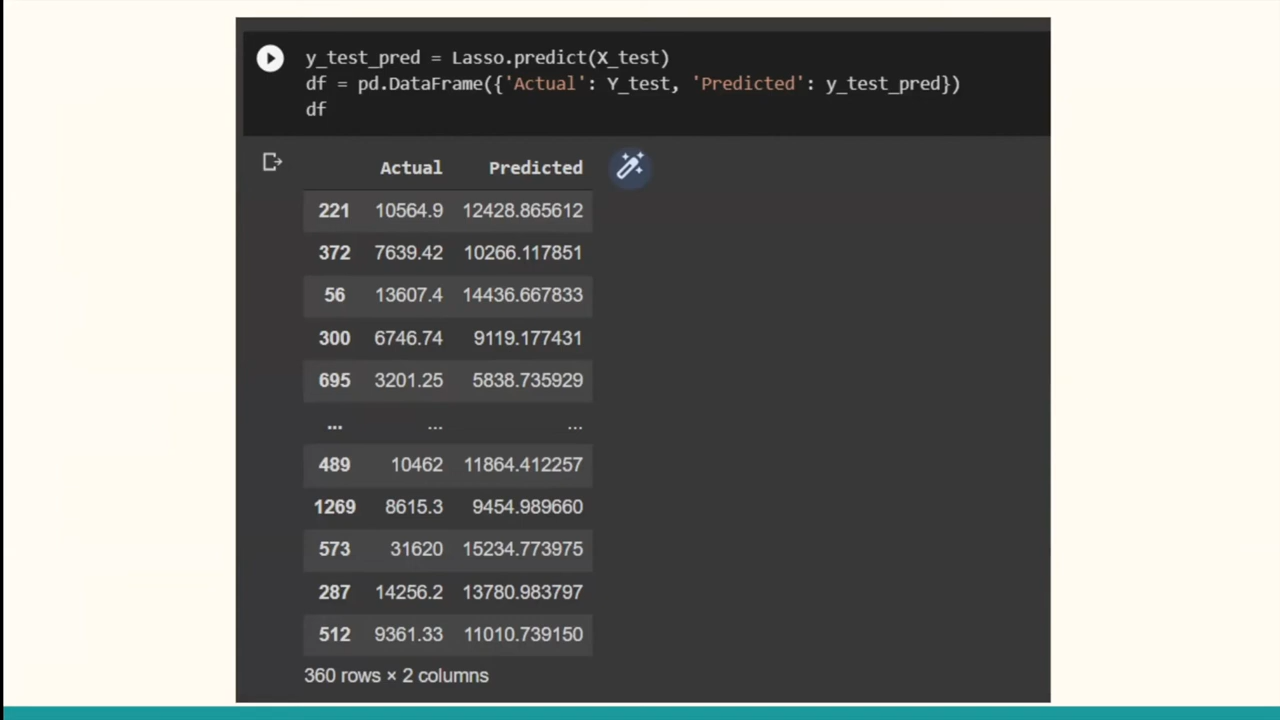 y_test_pred = Lasso.predict(X_test)
df = pd.DataFrame({'Actual': Y_test, 'Predicted': y_test_pred})
df
Actual Predicted
221 10564.9 12428.865612
372 7639.42 10266.117851
56 13607.4 14436.667833
300 6746.74 9119.177431
695 3201.25 5838.735929
... ... ...
489 10462 11864.412257
1269 8615.3 9454.989660
573 31620 15234.773975
287 14256.2 13780.983797
512 9361.33 11010.739150
360 rows × 2 columns